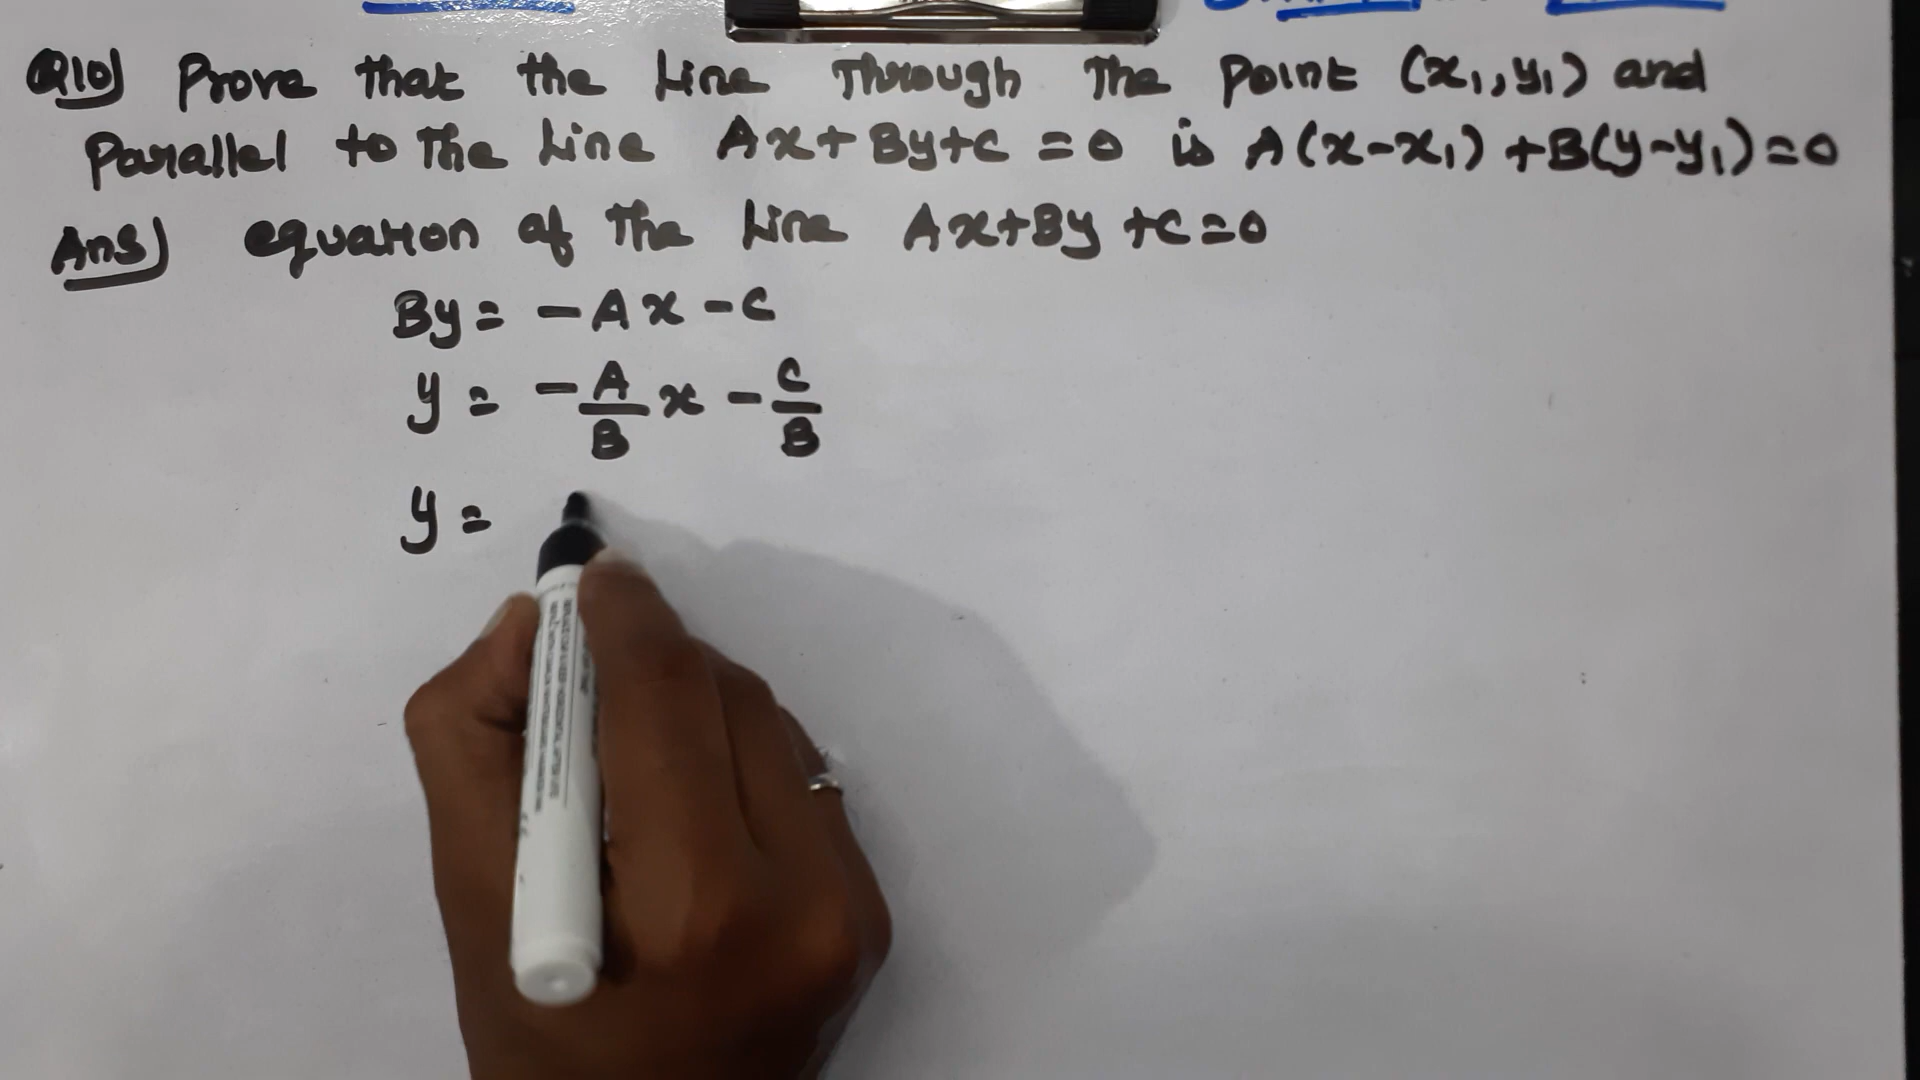 Q10) Prove that the line through the point (x₁,y₁) and
parallel to the line Ax+By+C=0 is A(x-x₁)+B(y-y₁)=0
Ans) equation of the line Ax+By+C=0
By= -Ax-C
y = -A/B x - C/B
y =